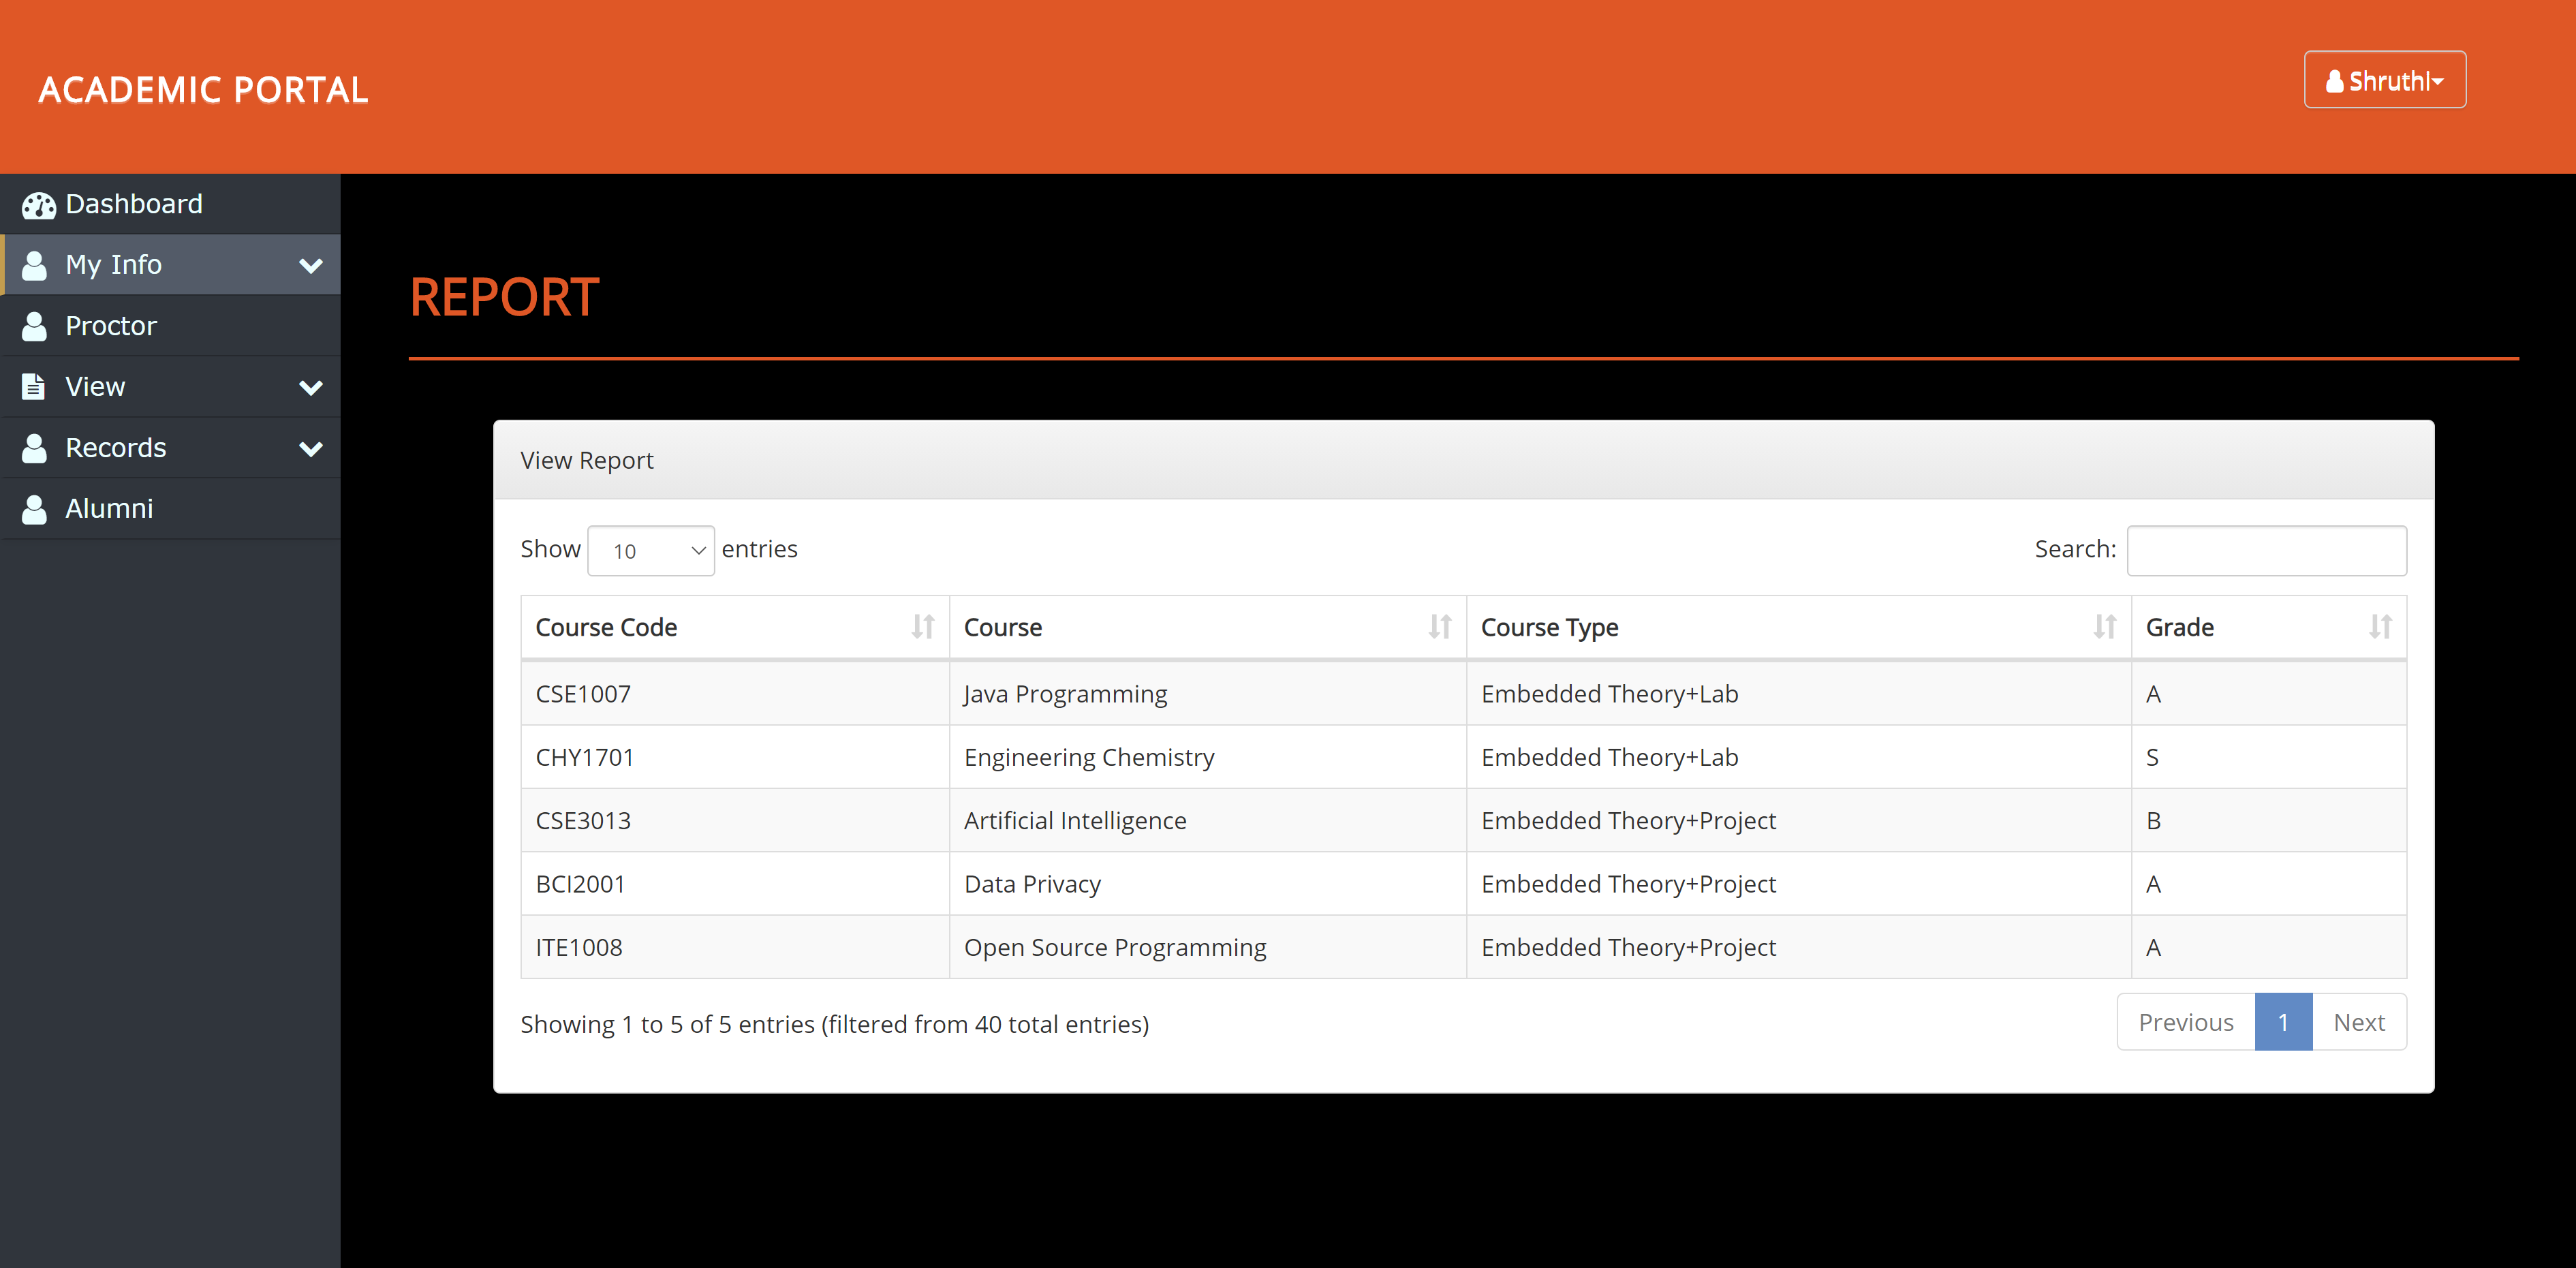 ACADEMIC PORTAL
ShruthI
Dashboard
My Info
Proctor
View
Records
Alumni
REPORT
View Report
Show 10 entries Search:
Course Code Course Course Type Grade
CSE1007 Java Programming Embedded Theory+Lab A
CHY1701 Engineering Chemistry Embedded Theory+Lab S
CSE3013 Artificial Intelligence Embedded Theory+Project B
BCI2001 Data Privacy Embedded Theory+Project A
ITE1008 Open Source Programming Embedded Theory+Project A
Showing 1 to 5 of 5 entries (filtered from 40 total entries) Previous 1 Next